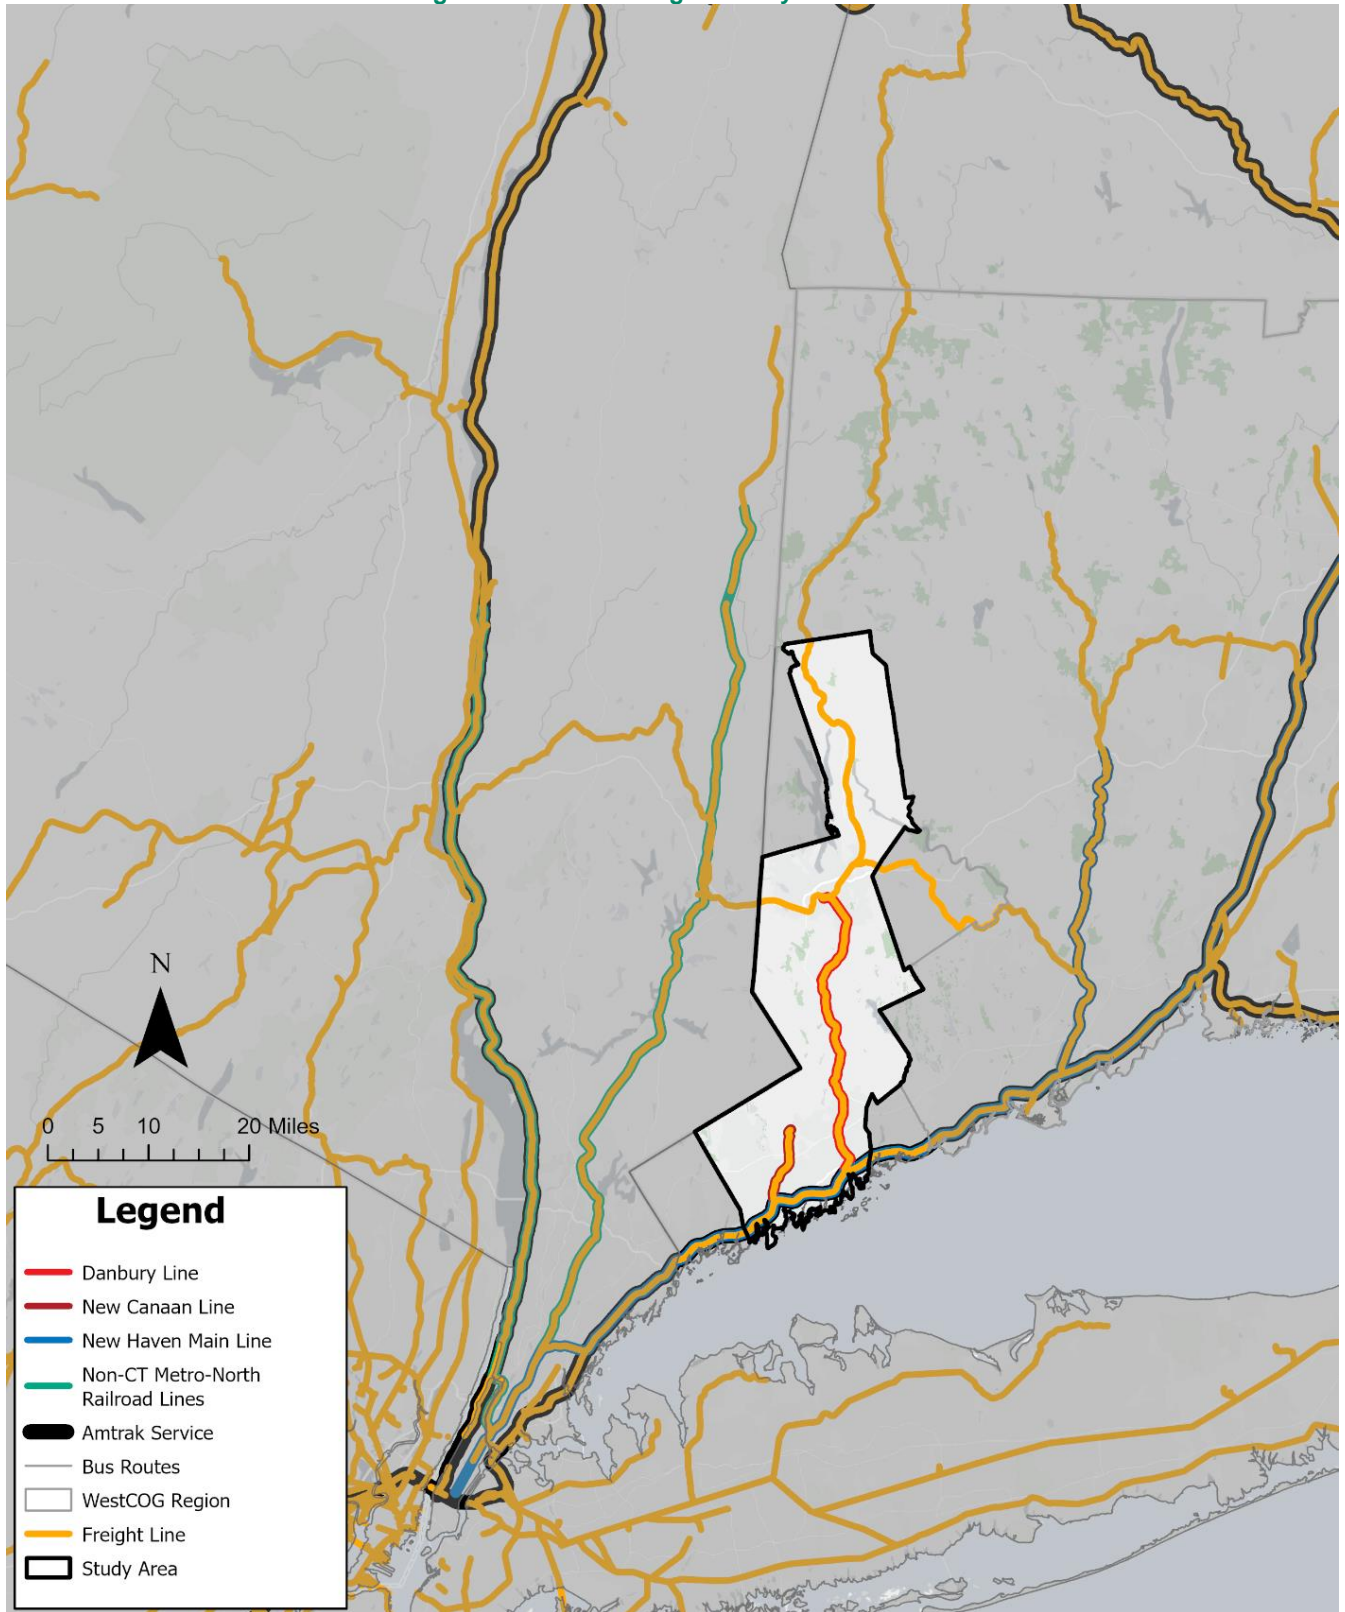 N
0 5 10 20 Miles
Legend
Danbury Line
New Canaan Line
New Haven Main Line
Non-CT Metro-North
Railroad Lines
Amtrak Service
Bus Routes
WestCOG Region
Freight Line
Study Area